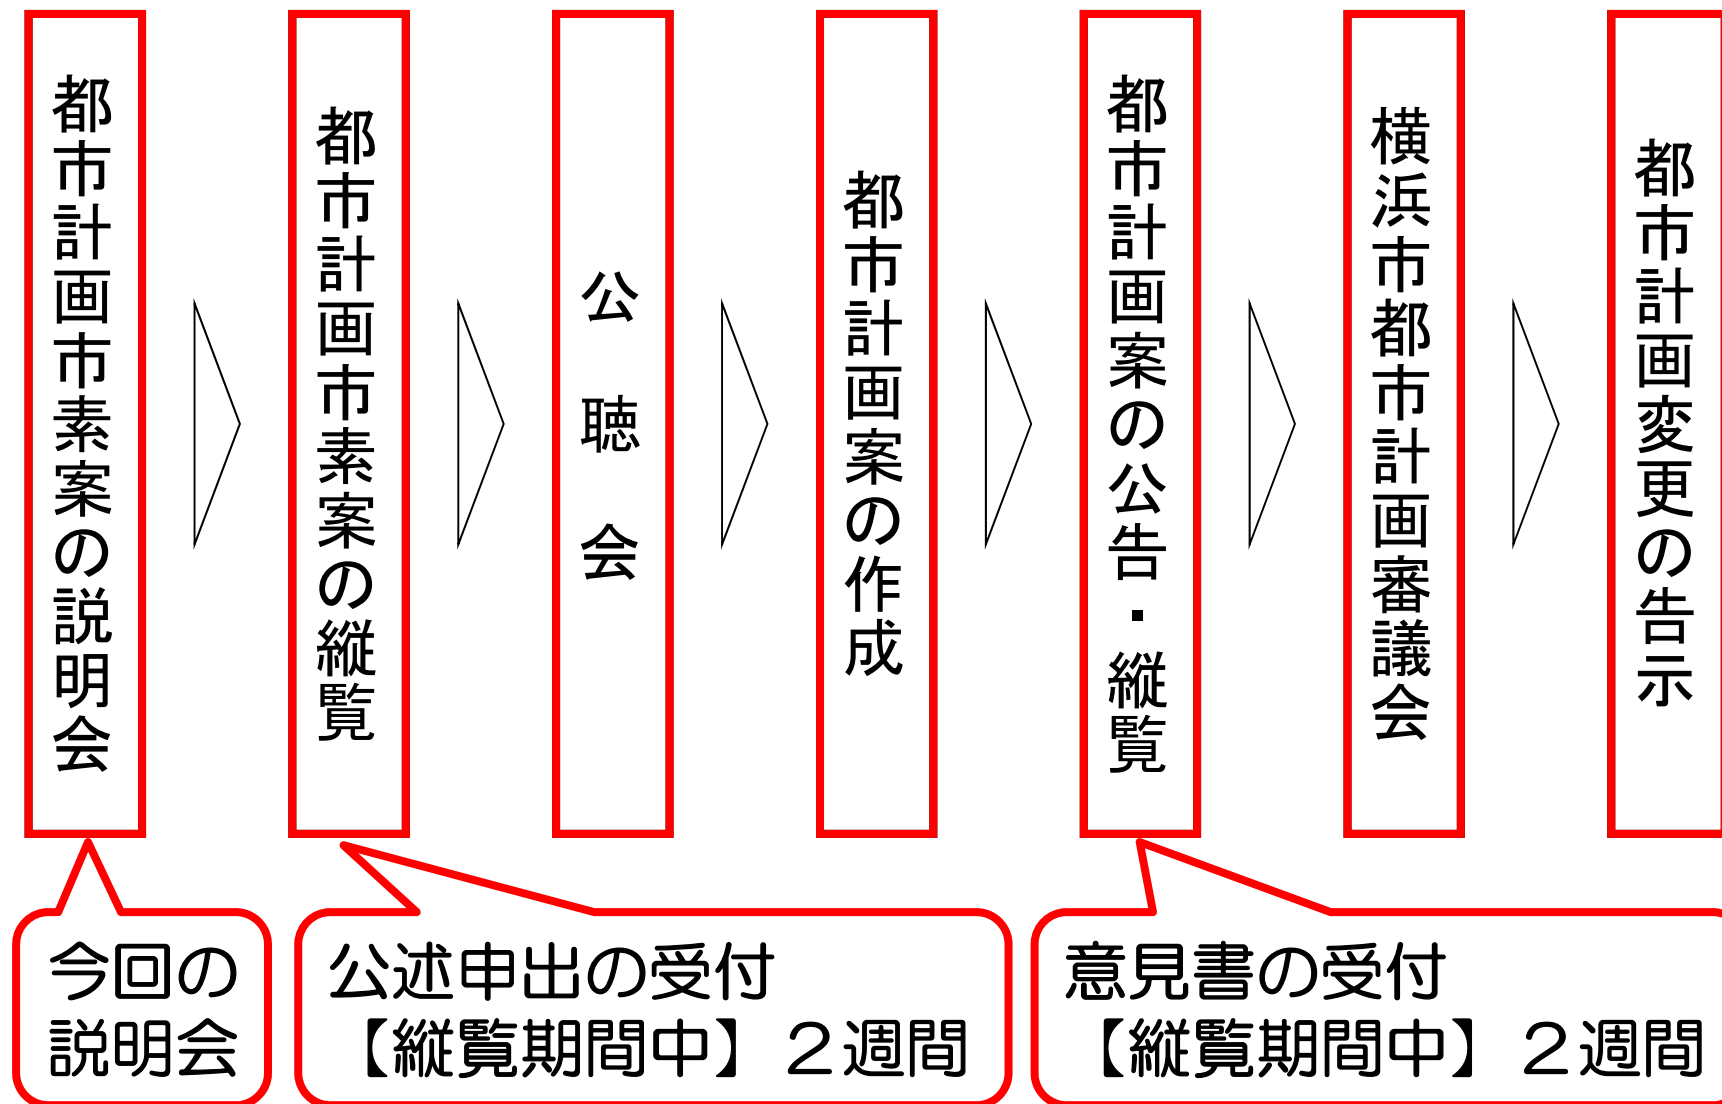 都市計画市素案の説明会
都市計画市素案の縦覧
公聴会
都市計画案の作成
都市計画案の公告・縦覧
横浜市都市計画審議会
都市計画変更の告示
今回の
説明会
公述申出の受付
【縦覧期間中】２週間
意見書の受付
【縦覧期間中】２週間